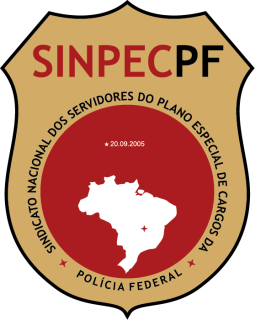 SINPECPF
SINDICATO NACIONAL DOS SERVIDORES DO PLANO ESPECIAL DE CARGOS DA
★ 20.09.2005
POLÍCIA FEDERAL